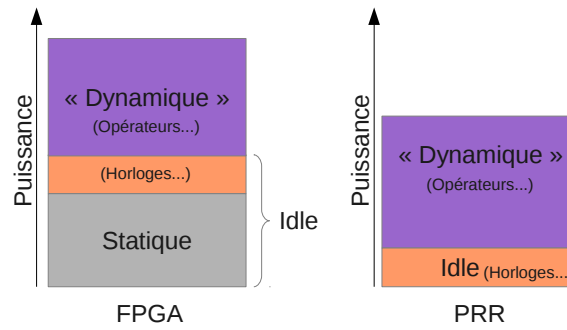 Puissance
« Dynamique »
(Opérateurs...)
(Horloges...)
Statique
Idle
FPGA
Puissance
« Dynamique »
(Opérateurs...)
Idle (Horloges...
PRR